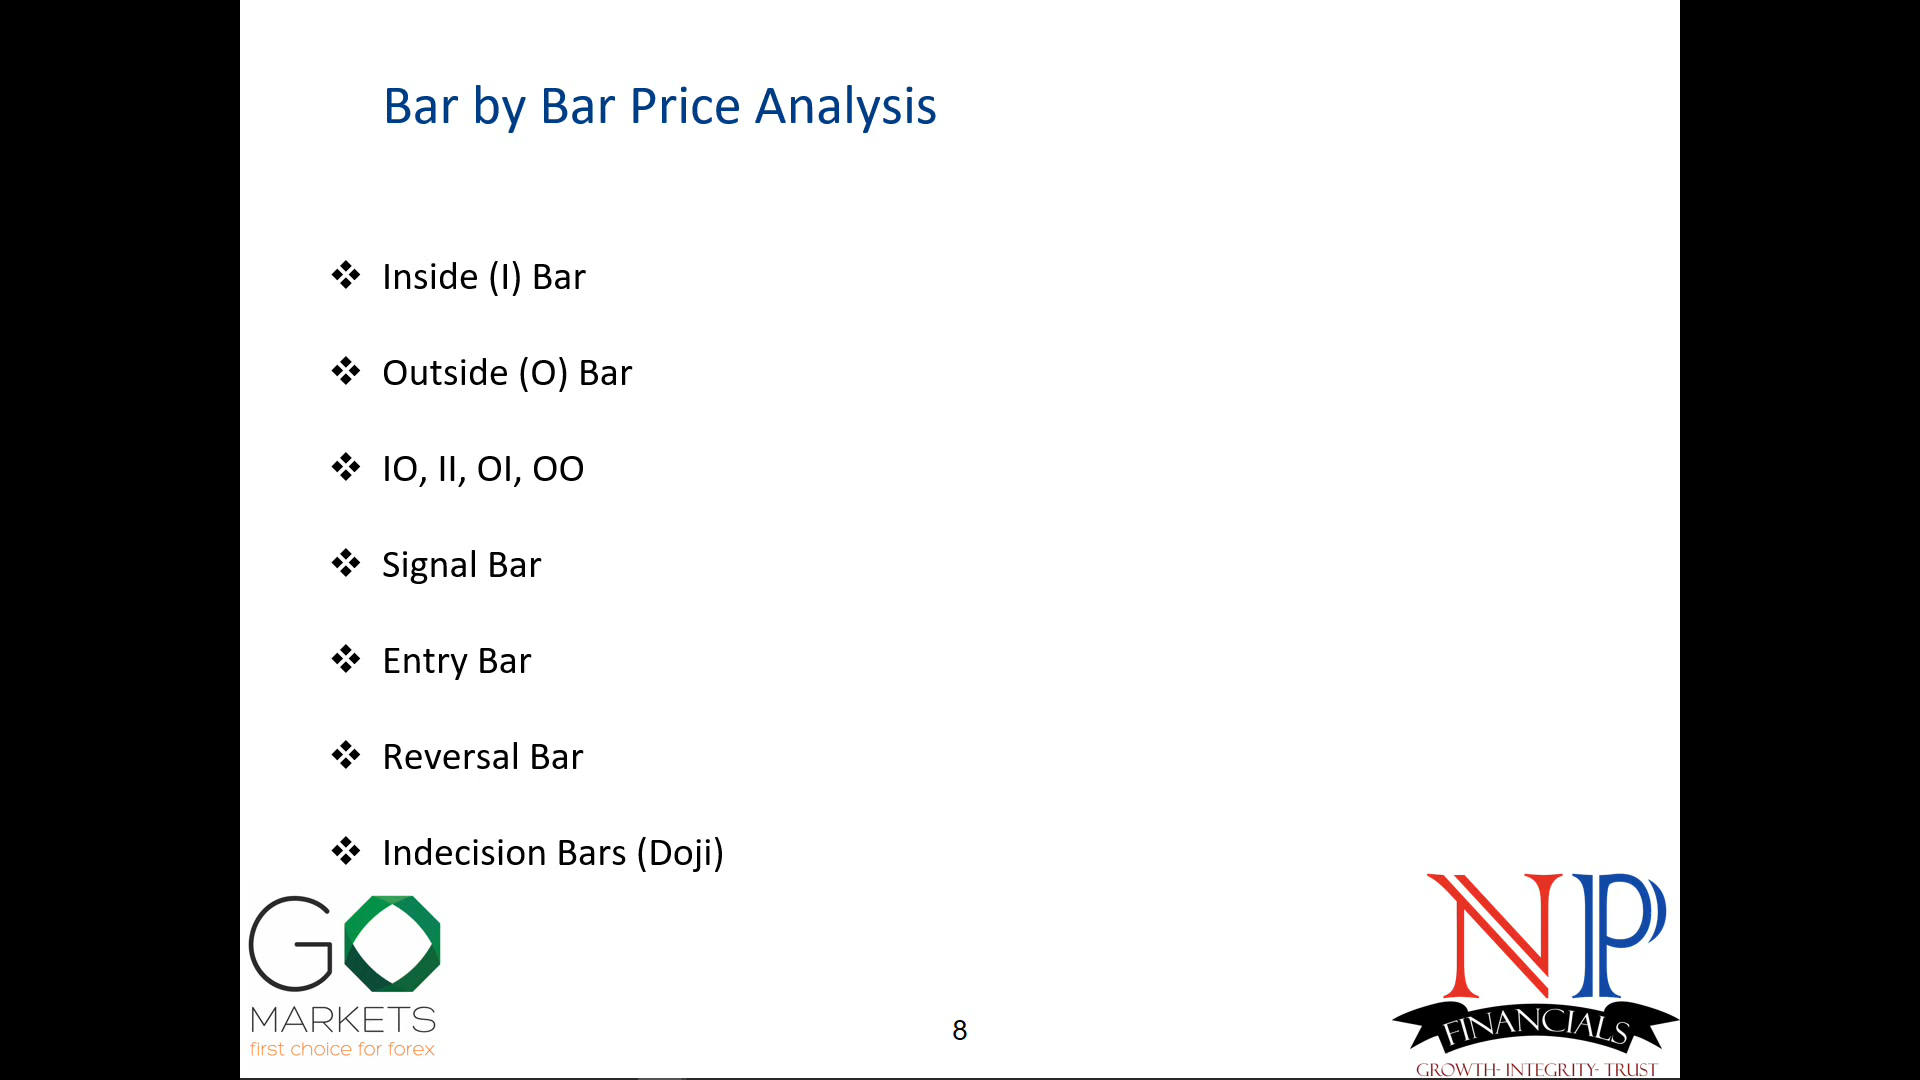 Bar by Bar Price Analysis
Inside (I) Bar
Outside (O) Bar
IO, II, OI, OO
Signal Bar
Entry Bar
Reversal Bar
Indecision Bars (Doji)
GO
MARKETS
first choice for forex
8
NP
FINANCIALS
GROWTH- INTEGRITY- TRUST